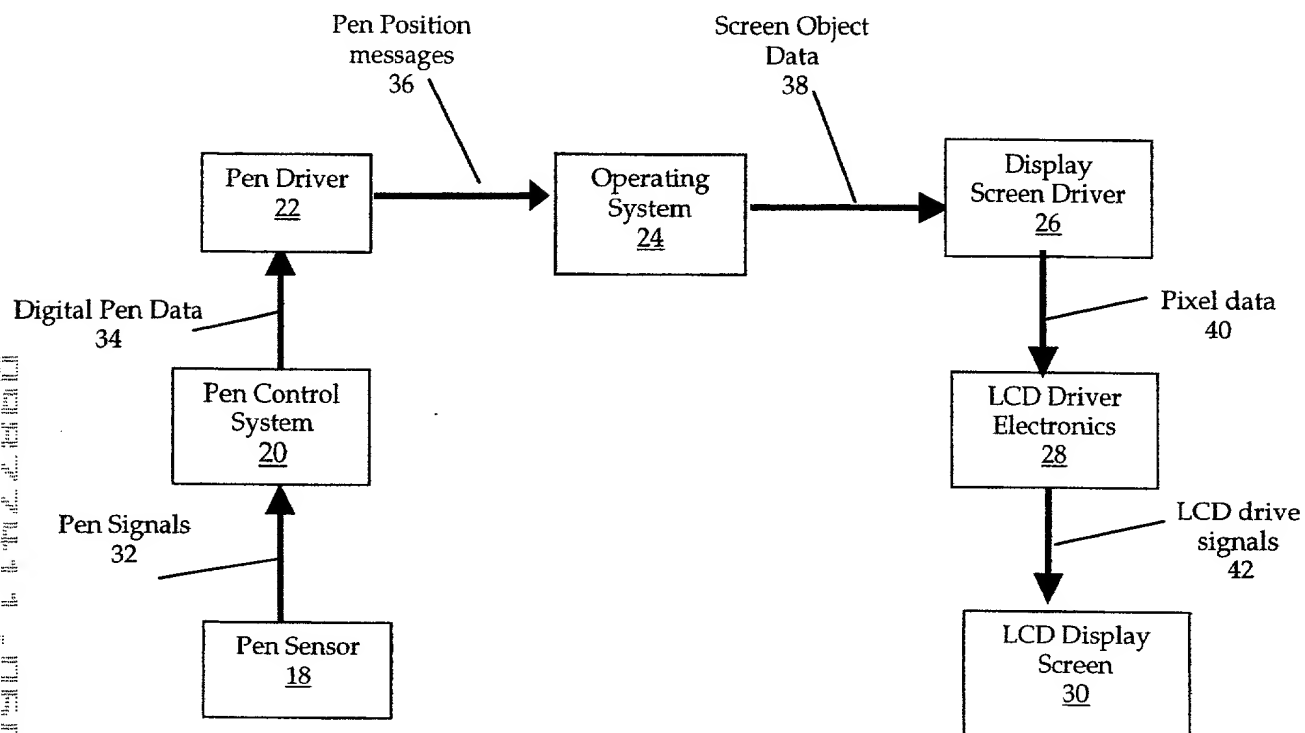 Pen Position
messages
36
Screen Object
Data
38
Pen Driver
22
Operating
System
24
Display
Screen Driver
26
Digital Pen Data
34
Pixel data
40
Pen Control
System
20
LCD Driver
Electronics
28
Pen Signals
32
LCD drive
signals
42
Pen Sensor
18
LCD Display
Screen
30